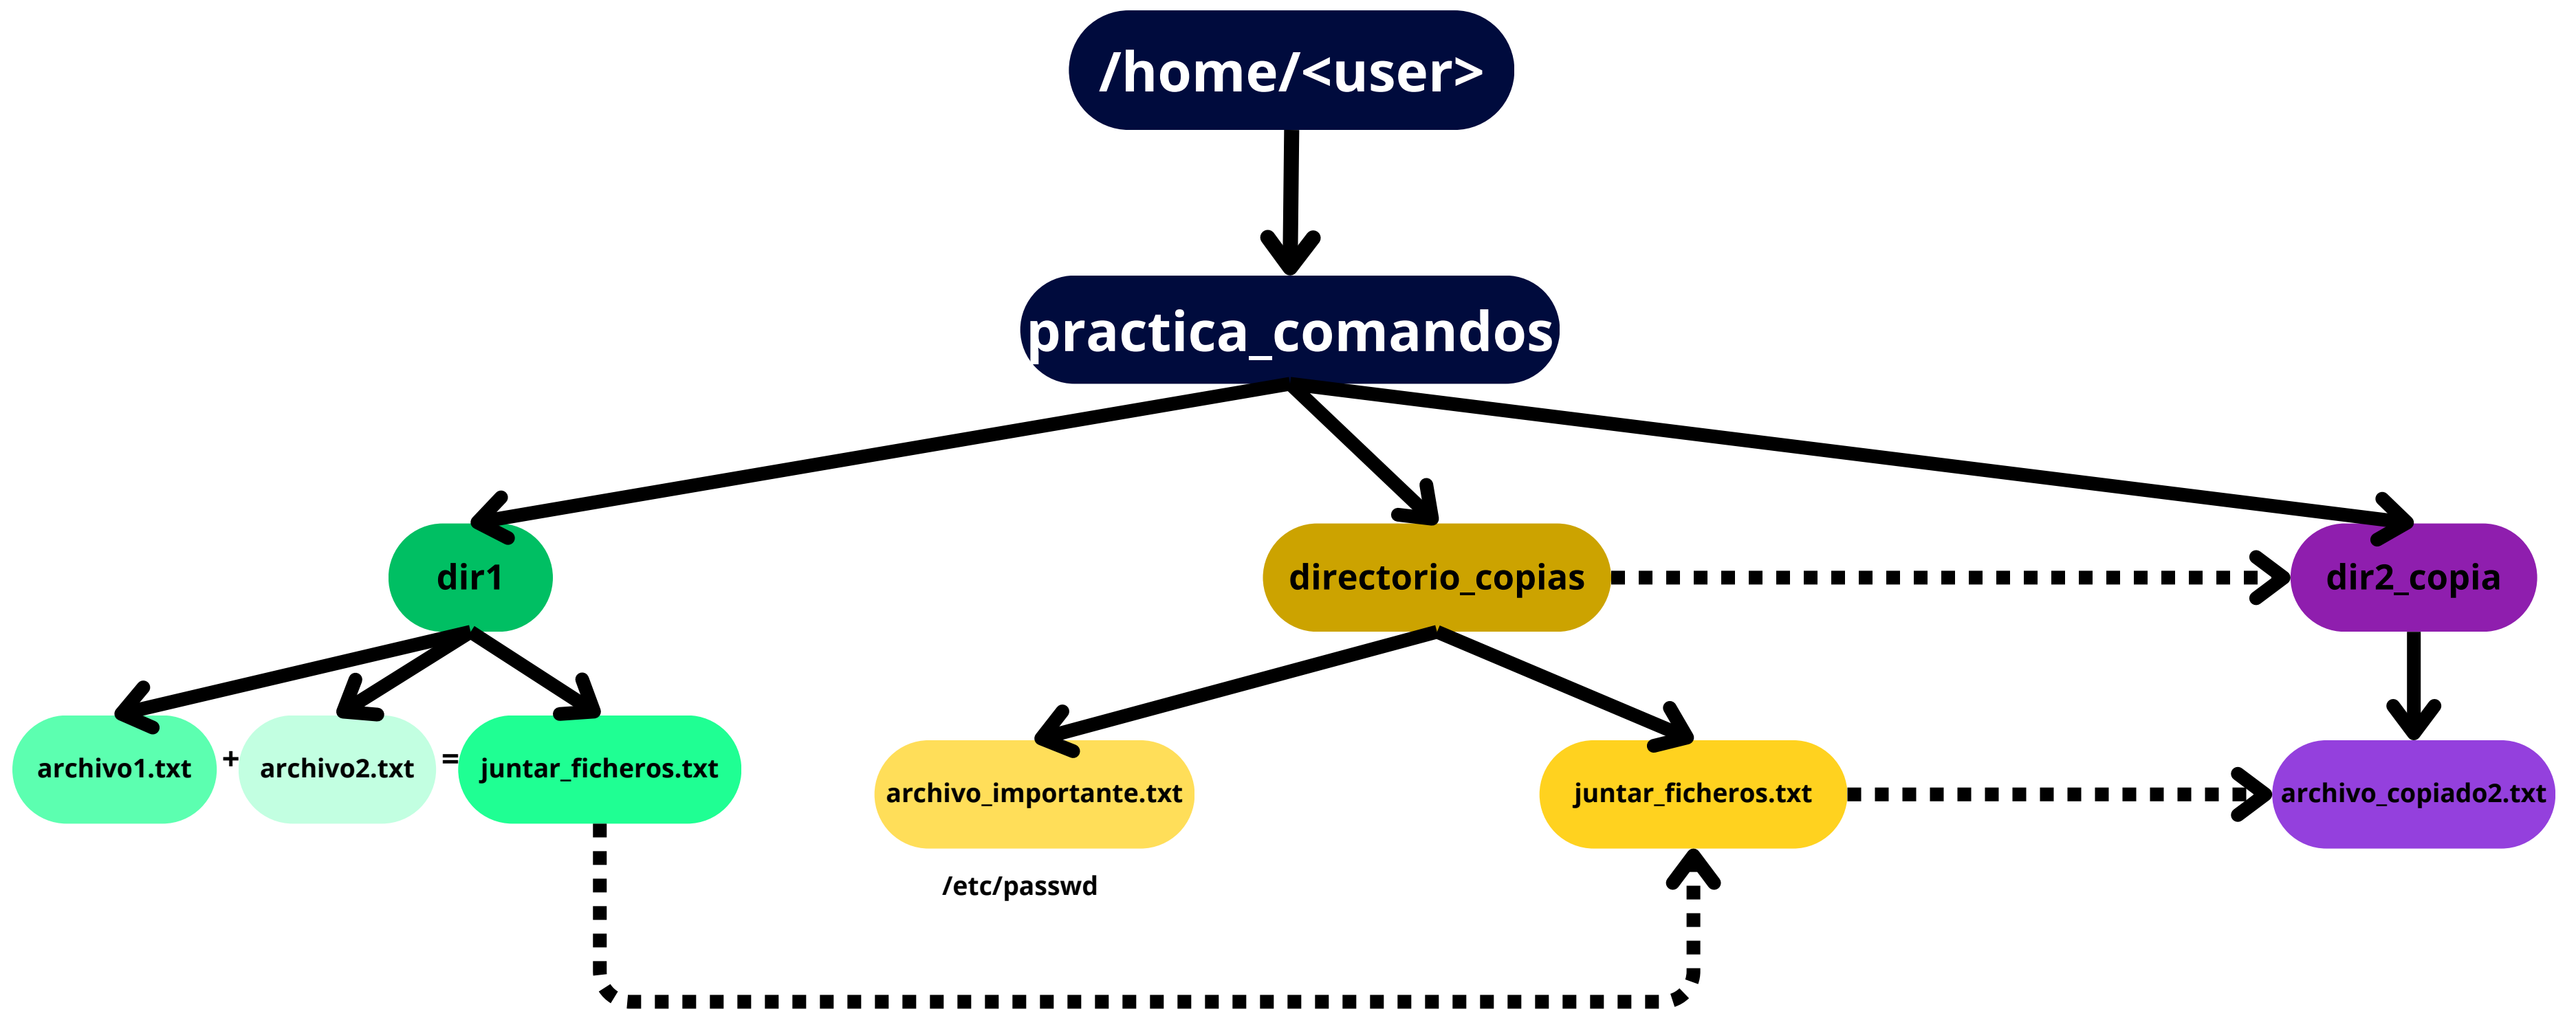 /home/<user>
practica_comandos
dir1
directorio_copias
dir2_copia
archivo1.txt
+
archivo2.txt
=
juntar_ficheros.txt
archivo_importante.txt
juntar_ficheros.txt
archivo_copiado2.txt
/etc/passwd